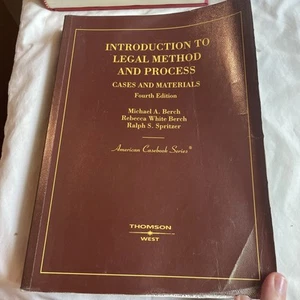 INTRODUCTION TO
LEGAL METHOD
AND PROCESS
CASES AND MATERIALS
Fourth Edition
Michael A. Berch
Rebecca White Berch
Ralph S. Spritzer
American Casebook Series®
THOMSON
WEST